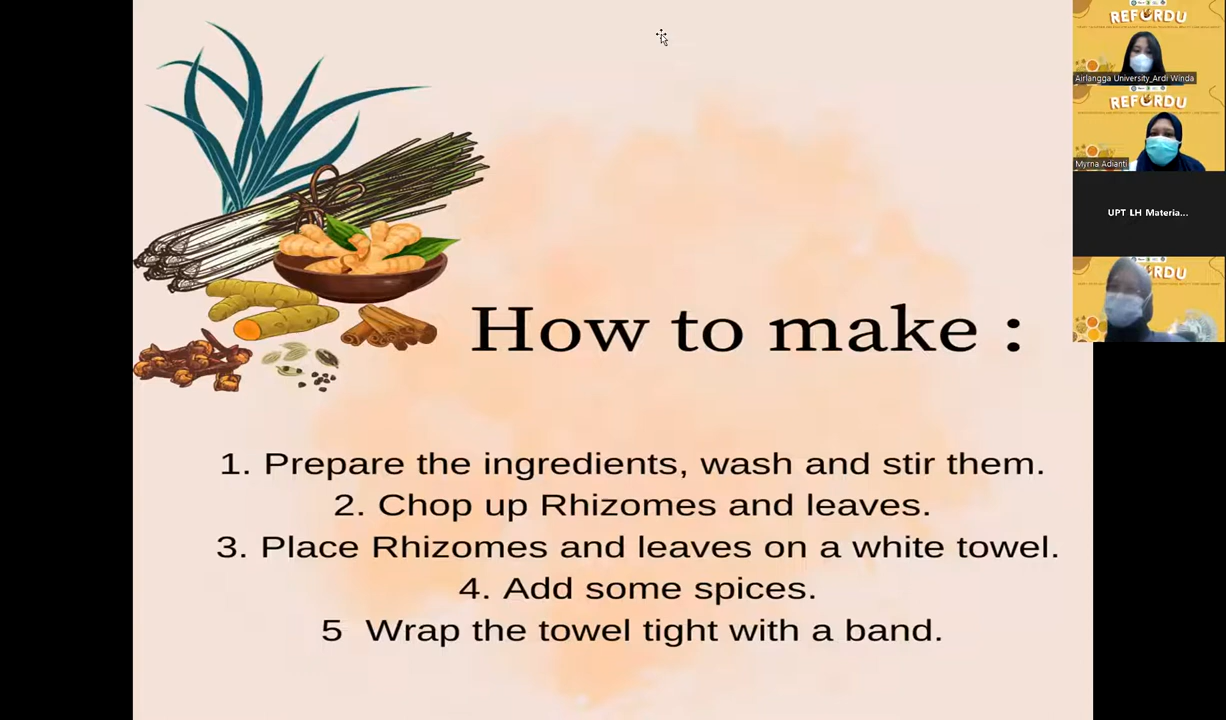 How to make :
1. Prepare the ingredients, wash and stir them.
2. Chop up Rhizomes and leaves.
3. Place Rhizomes and leaves on a white towel.
4. Add some spices.
5 Wrap the towel tight with a band.
REFORDU
Airlangga University_Ardi Winda
REFORDU
Myrna Adianti
UPT LH Materia...
RDU